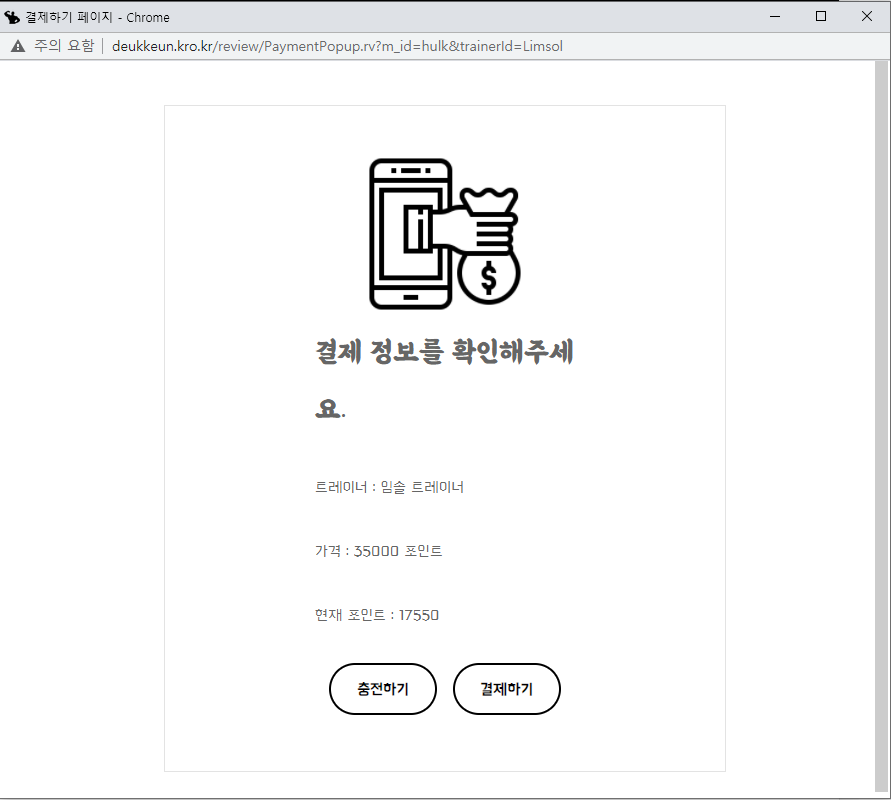 결제하기 페이지 - Chrome
주의 요함 | deukkeun.kro.kr/review/PaymentPopup.rv?m_id=hulk&trainerId=Limsol
$
결제 정보를 확인해주세
요.
트레이너 : 임솔 트레이너
가격 : 35000 포인트
현재 포인트 : 17550
충전하기 결제하기